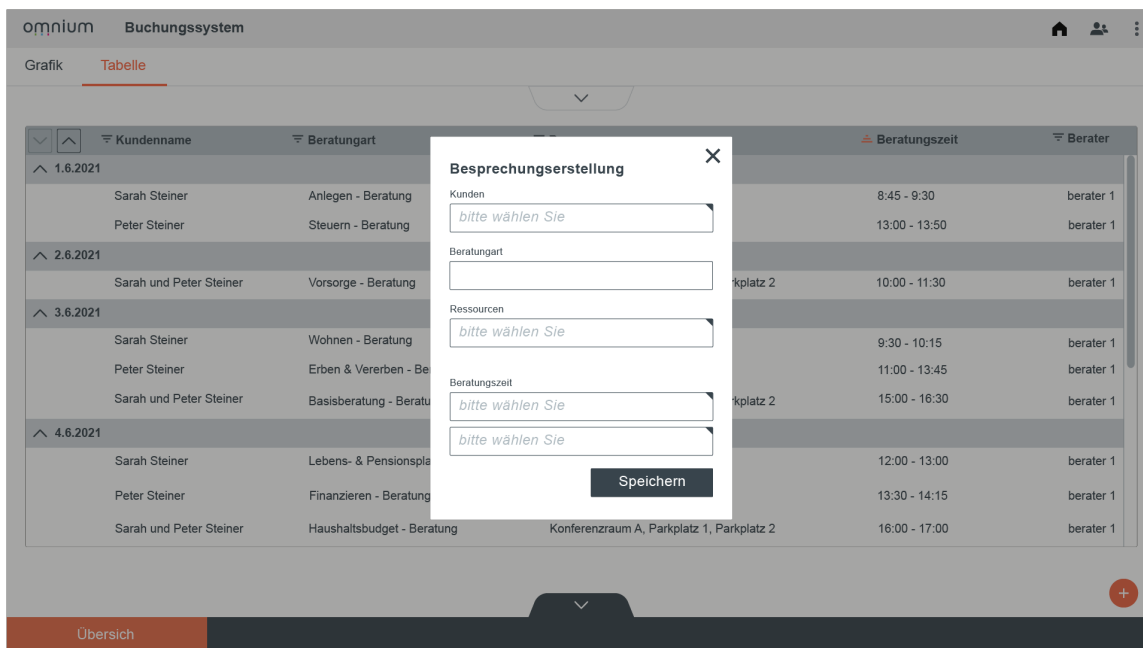 omnium Buchungssystem
Grafik Tabelle
Kundenname Beratungart Beratungszeit Berater
1.6.2021
Sarah Steiner Anlegen - Beratung 8:45 - 9:30 berater 1
Peter Steiner Steuern - Beratung 13:00 - 13:50 berater 1
2.6.2021
Sarah und Peter Steiner Vorsorge - Beratung 2 10:00 - 11:30 berater 1
3.6.2021
Sarah Steiner Wohnen - Beratung 9:30 - 10:15 berater 1
Peter Steiner Erben & Vererben - 11:00 - 13:45 berater 1
Sarah und Peter Steiner Basisberatung - 2 15:00 - 16:30 berater 1
4.6.2021
Sarah Steiner Lebens- & 12:00 - 13:00 berater 1
Peter Steiner Finanzieren - Beratung 13:30 - 14:15 berater 1
Sarah und Peter Steiner Haushaltsbudget - Beratung Konferenzraum A, Parkplatz 1, Parkplatz 2 16:00 - 17:00 berater 1
Besprechungserstellung
Kunden
bitte wählen Sie
Beratungart
Ressourcen
bitte wählen Sie
Beratungszeit
bitte wählen Sie
bitte wählen Sie
Speichern
Übersich